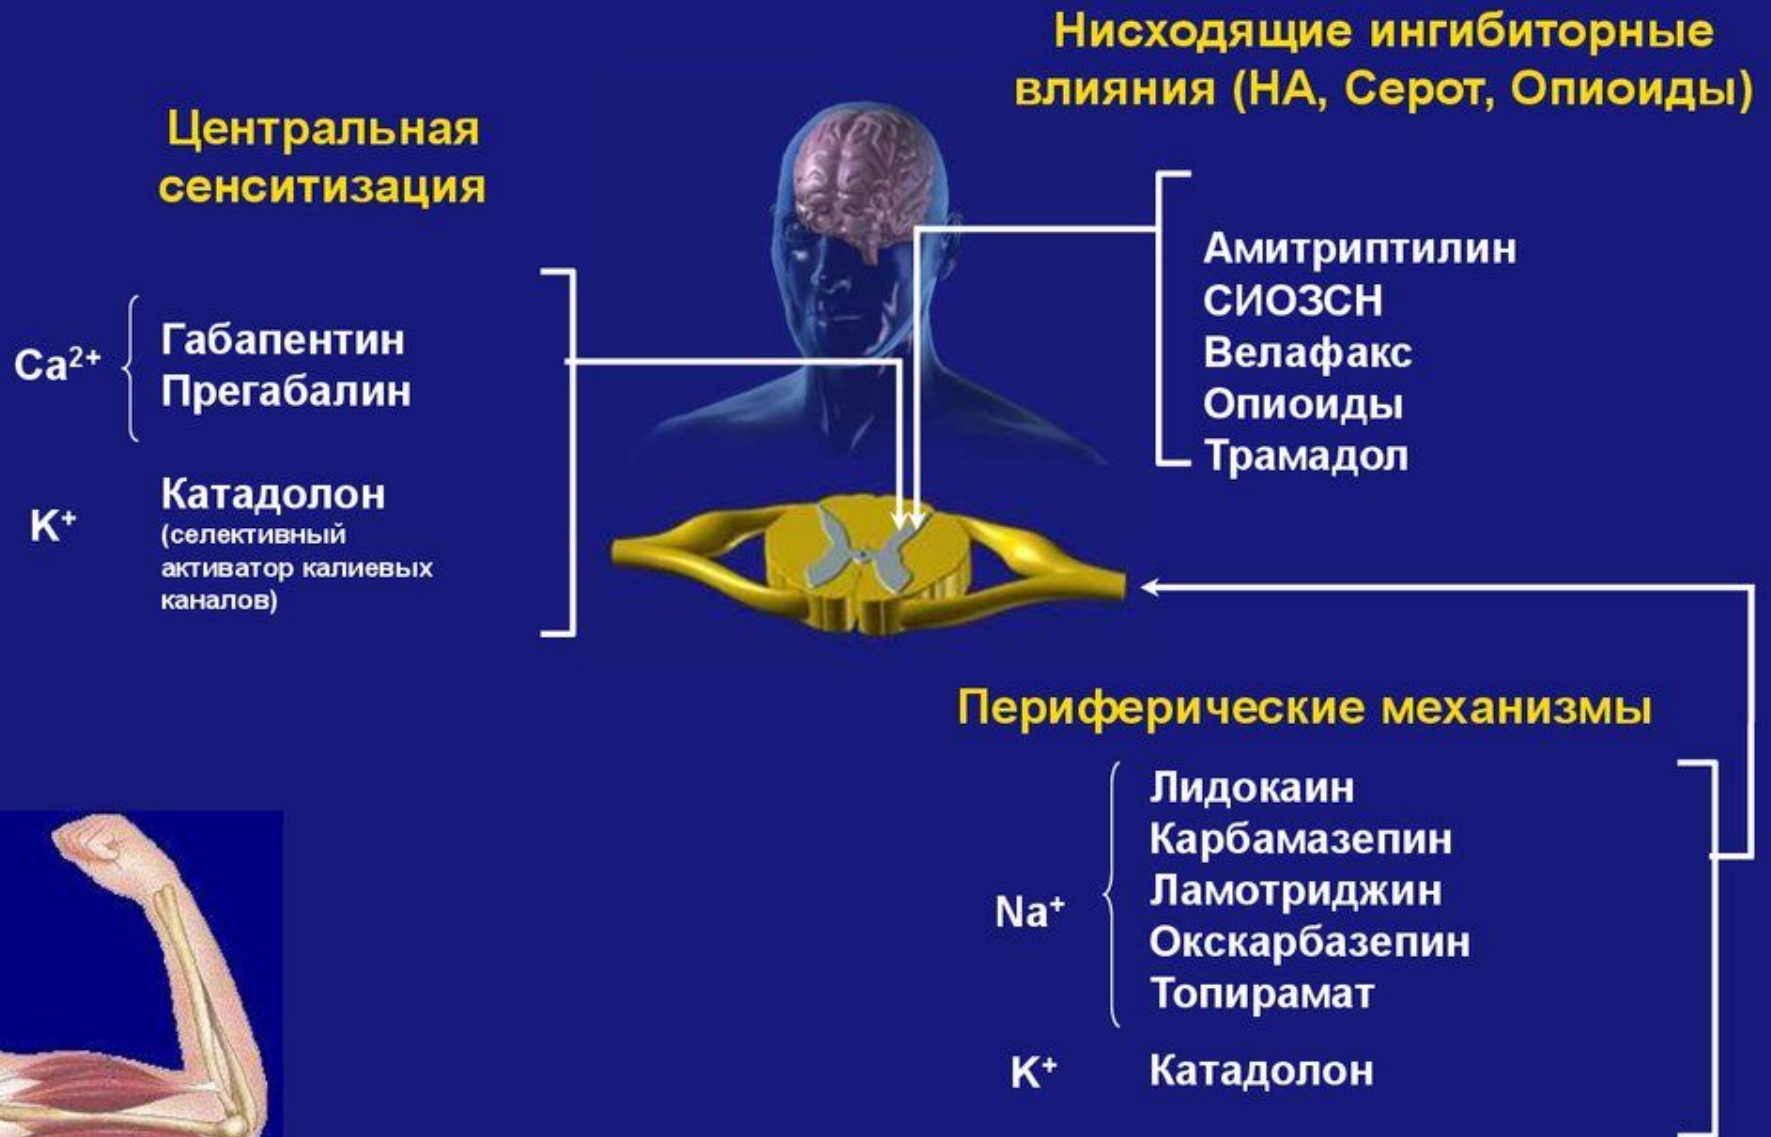 Нисходящие ингибиторные
влияния (НА, Серот, Опиоиды)
Центральная
сенситизация
Ca²⁺
Габапентин
Прегабалин
K⁺
Катадолон
(селективный
активатор калиевых
каналов)
Амитриптилин
СИОЗСН
Велафакс
Опиоиды
Трамадол
Периферические механизмы
Na⁺
Лидокаин
Карбамазепин
Ламотриджин
Окскарбазепин
Топирамат
K⁺
Катадолон